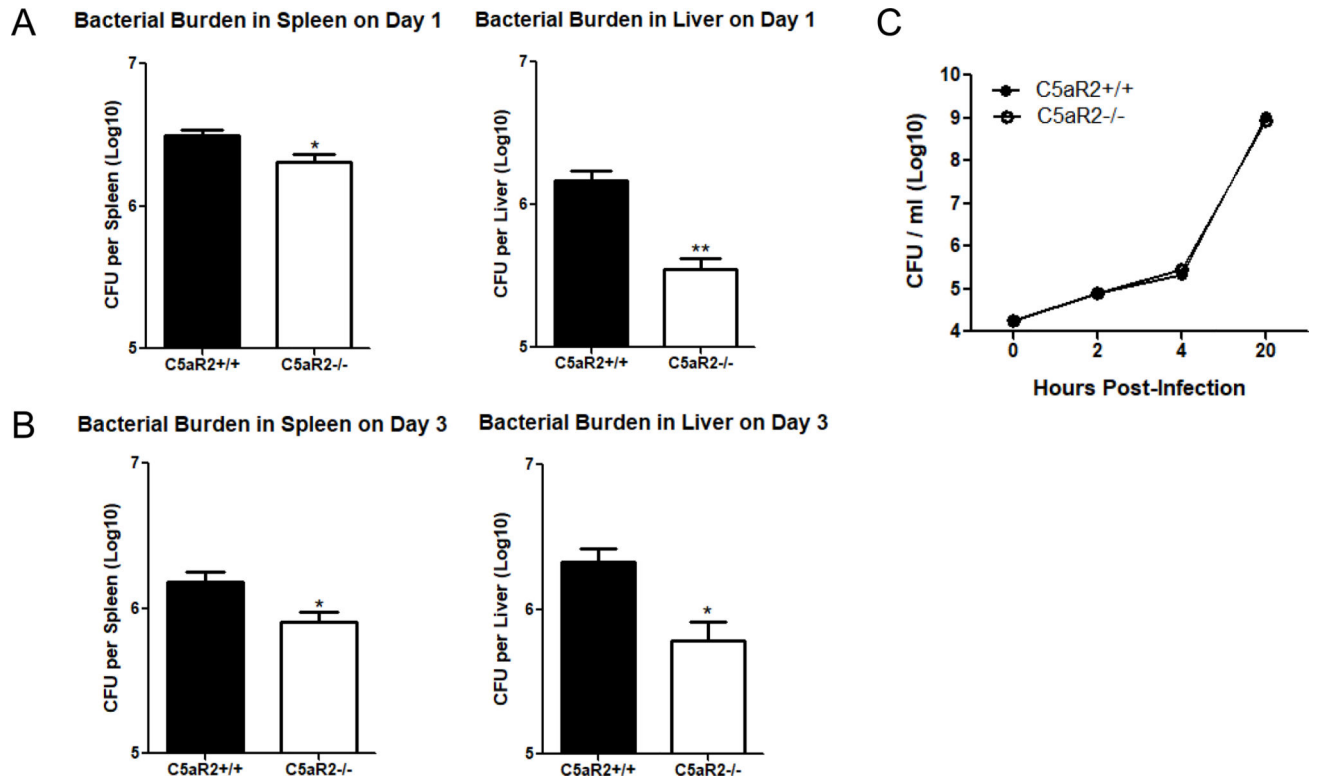 A
Bacterial Burden in Spleen on Day 1
7
6
5
CFU per Spleen (Log10)
*
C5aR2+/+ C5aR2-/-
Bacterial Burden in Liver on Day 1
7
6
5
CFU per Liver (Log10)
**
C5aR2+/+ C5aR2-/-
B
Bacterial Burden in Spleen on Day 3
7
6
5
CFU per Spleen (Log10)
*
C5aR2+/+ C5aR2-/-
Bacterial Burden in Liver on Day 3
7
6
5
CFU per Liver (Log10)
*
C5aR2+/+ C5aR2-/-
C
C5aR2+/+
C5aR2-/-
10
9
8
7
6
5
4
CFU / ml (Log10)
0 2 4 20
Hours Post-Infection